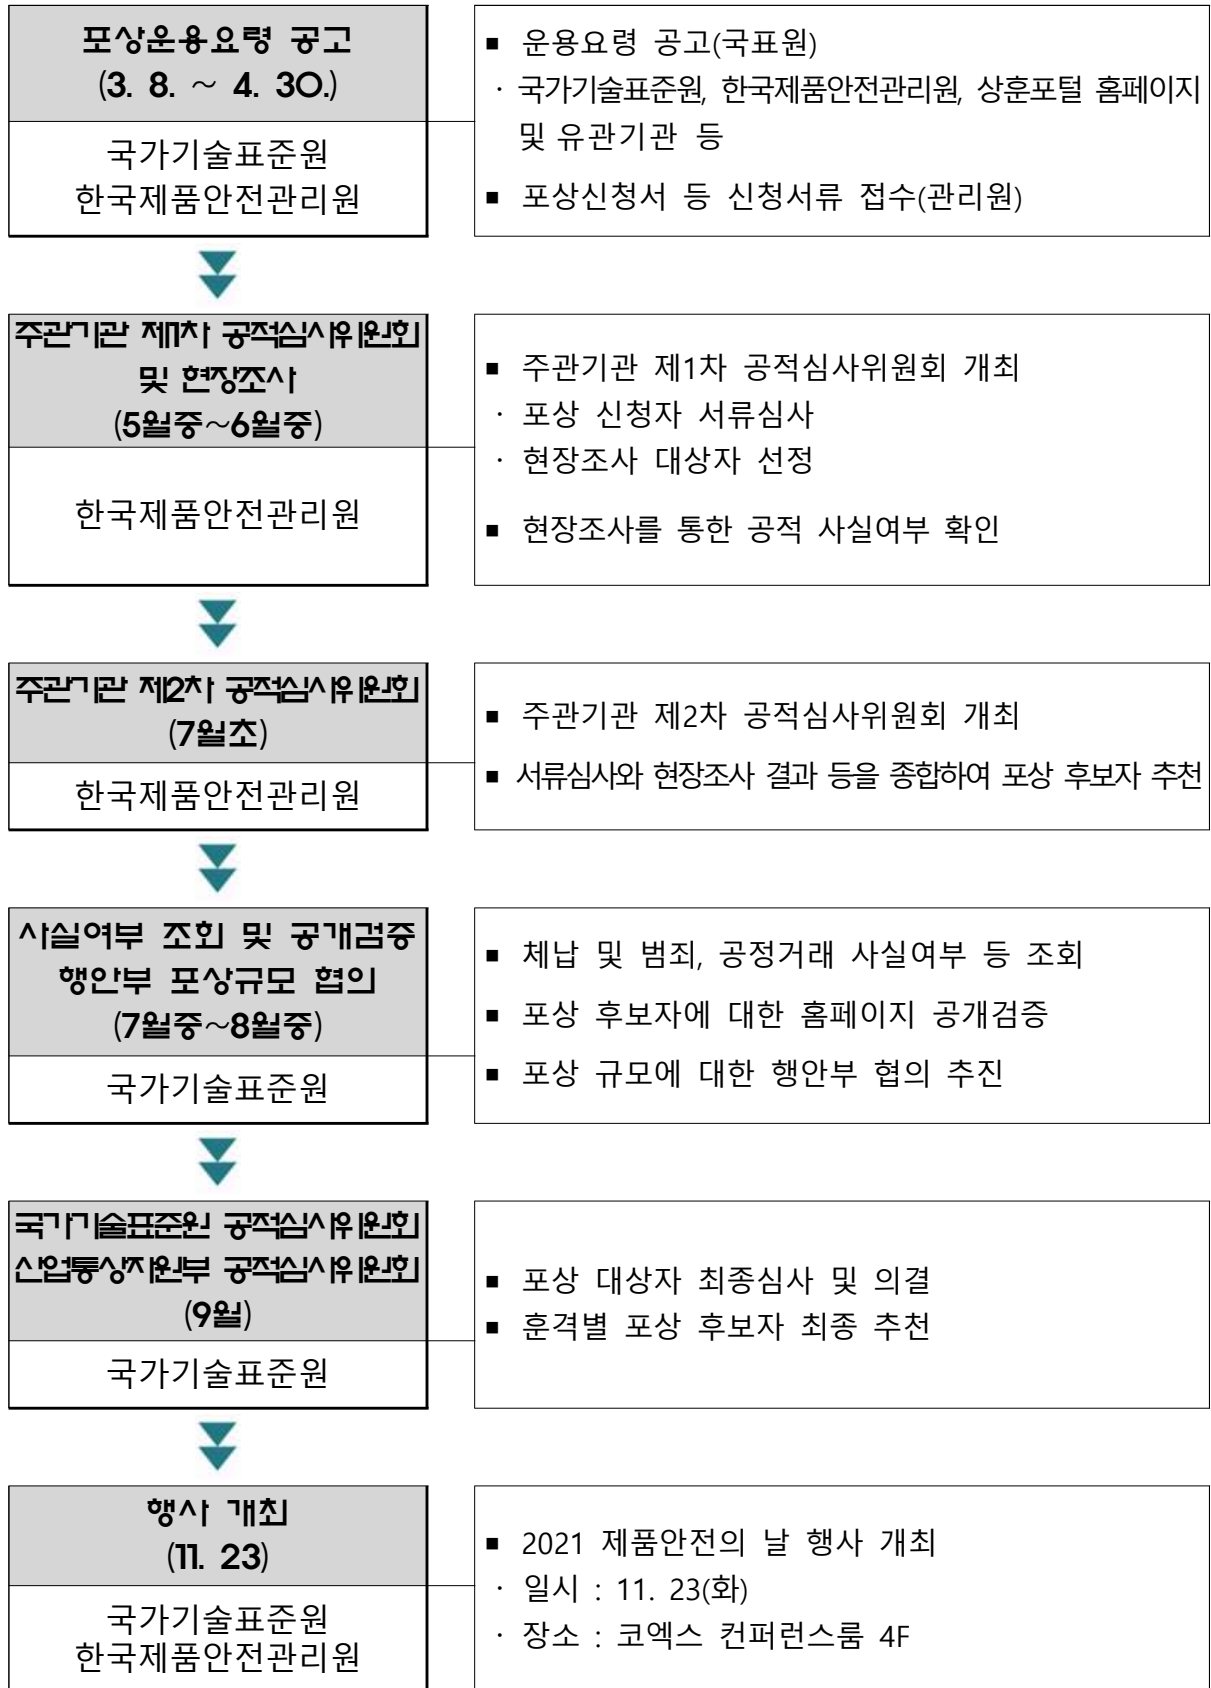 포상운용요령 공고
(3. 8. ~ 4. 30.)
국가기술표준원
한국제품안전관리원
■ 운용요령 공고(국표원)
· 국가기술표준원, 한국제품안전관리원, 상훈포털 홈페이지
및 유관기관 등
■ 포상신청서 등 신청서류 접수(관리원)
주관기관 제1차 공적심사위원회
및 현장조사
(5월중~6월중)
한국제품안전관리원
■ 주관기관 제1차 공적심사위원회 개최
· 포상 신청자 서류심사
· 현장조사 대상자 선정
■ 현장조사를 통한 공적 사실여부 확인
주관기관 제2차 공적심사위원회
(7월초)
한국제품안전관리원
■ 주관기관 제2차 공적심사위원회 개최
■ 서류심사와 현장조사 결과 등을 종합하여 포상 후보자 추천
사실여부 조회 및 공개검증
행안부 포상규모 협의
(7월중~8월중)
국가기술표준원
■ 체납 및 범죄, 공정거래 사실여부 등 조회
■ 포상 후보자에 대한 홈페이지 공개검증
■ 포상 규모에 대한 행안부 협의 추진
국가기술표준원 공적심사위원회
산업통상자원부 공적심사위원회
(9월)
국가기술표준원
■ 포상 대상자 최종심사 및 의결
■ 훈격별 포상 후보자 최종 추천
행사 개최
(11. 23)
국가기술표준원
한국제품안전관리원
■ 2021 제품안전의 날 행사 개최
· 일시 : 11. 23(화)
· 장소 : 코엑스 컨퍼런스룸 4F